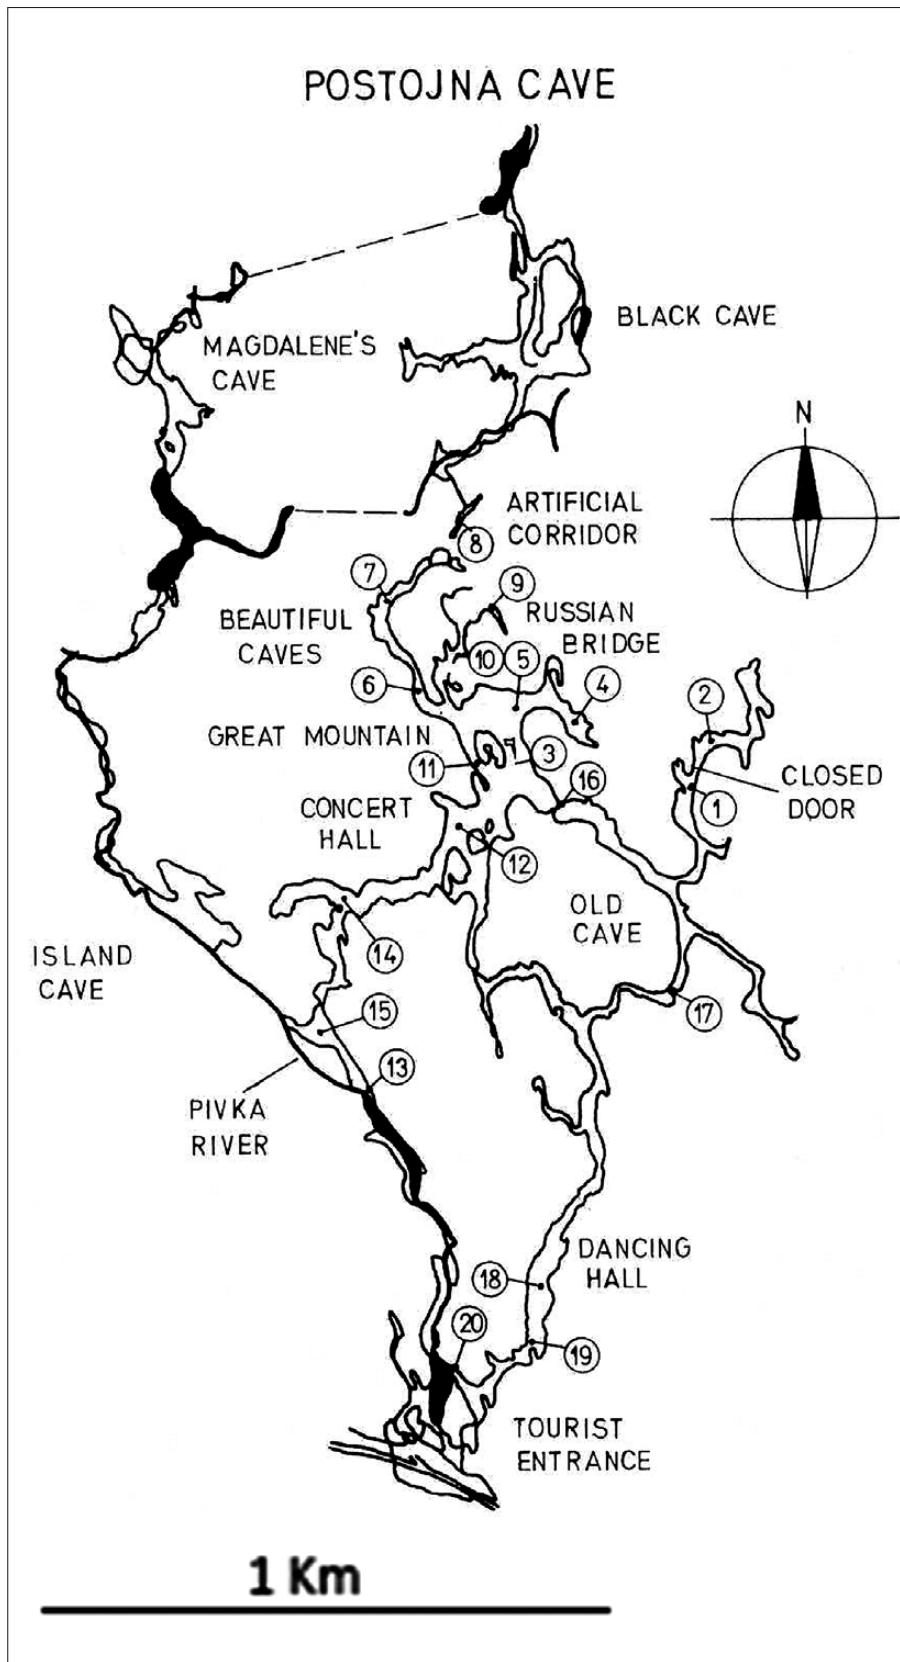 POSTOJNA CAVE
BLACK CAVE
MAGDALENE'S
CAVE
N
ARTIFICIAL
CORRIDOR
8
7
9
BEAUTIFUL
CAVES
RUSSIAN
BRIDGE
10
5
6
4
2
GREAT MOUNTAIN
11
3
16
CLOSED
DOOR
1
CONCERT
HALL
12
OLD
CAVE
14
ISLAND
CAVE
15
17
13
PIVKA
RIVER
DANCING
HALL
18
20
19
TOURIST
ENTRANCE
1 Km